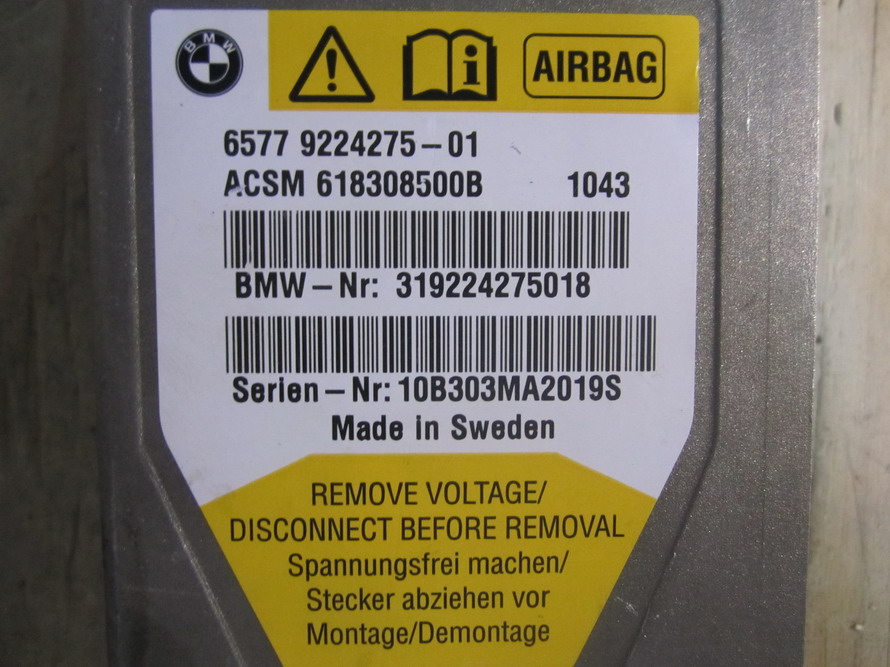 BMW
AIRBAG
6577 9224275-01
ACSM 618308500B 1043
BMW-Nr: 319224275018
Serien-Nr: 10B303MA2019S
Made in Sweden
REMOVE VOLTAGE/
DISCONNECT BEFORE REMOVAL
Spannungsfrei machen/
Stecker abziehen vor
Montage/Demontage